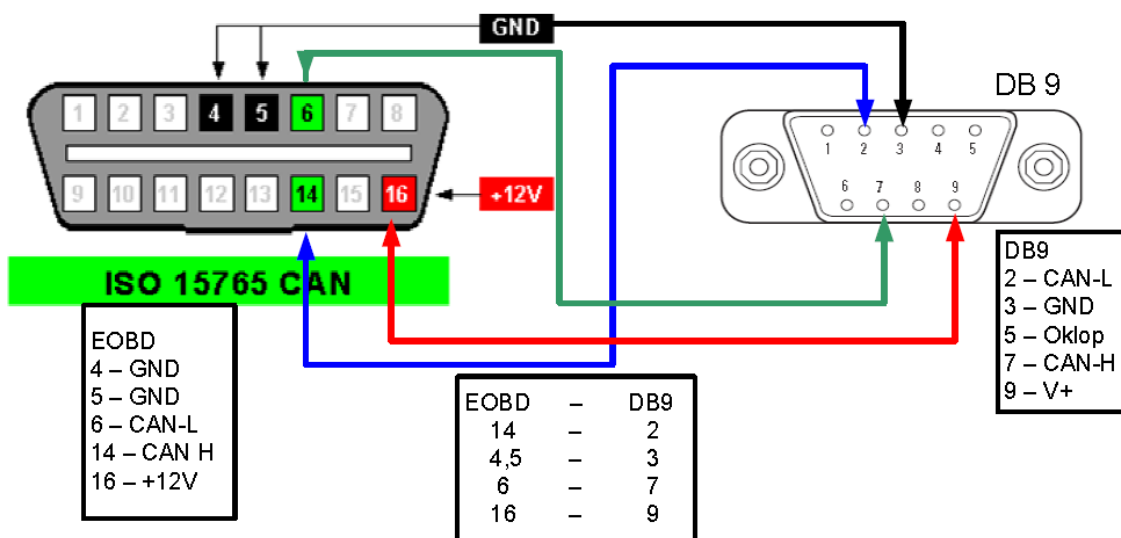 GND
DB 9
1 2 3 4 5 6 7 8
9 10 11 12 13 14 15 16
+12V
1 2 3 4 5
6 7 8 9
ISO 15765 CAN
EOBD
4 – GND
5 – GND
6 – CAN-L
14 – CAN H
16 – +12V
EOBD – DB9
14 – 2
4,5 – 3
6 – 7
16 – 9
DB9
2 – CAN-L
3 – GND
5 – Oklop
7 – CAN-H
9 – V+